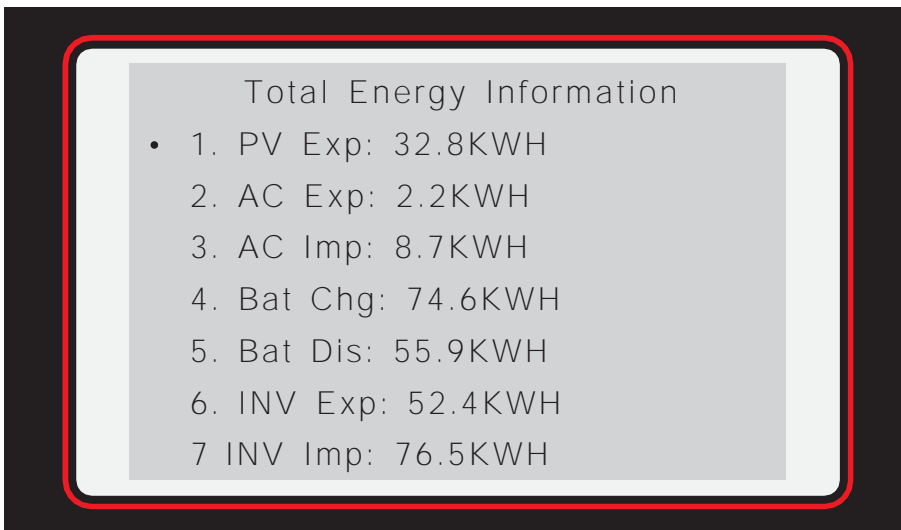 Total Energy Information
• 1. PV Exp: 32.8KWH
2. AC Exp: 2.2KWH
3. AC Imp: 8.7KWH
4. Bat Chg: 74.6KWH
5. Bat Dis: 55.9KWH
6. INV Exp: 52.4KWH
7 INV Imp: 76.5KWH